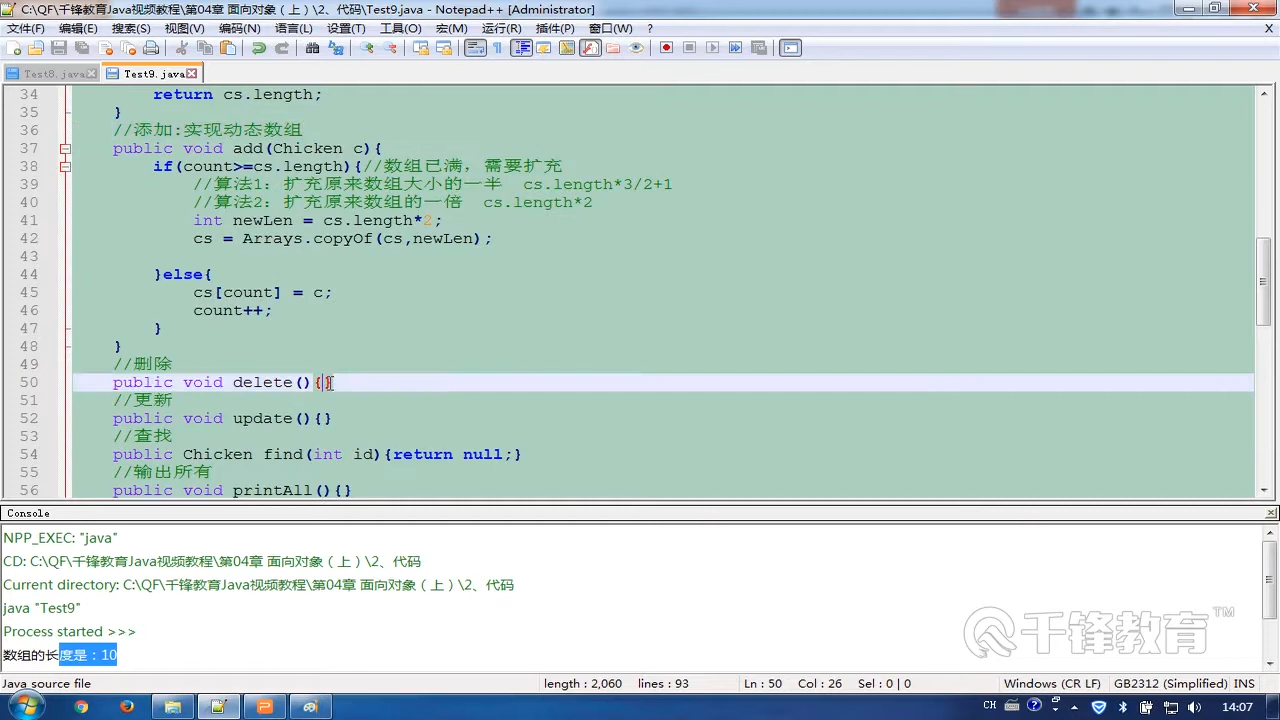 C:\QF\千锋教育Java视频教程\第04章 面向对象（上）\2、代码\Test9.java - Notepad++ [Administrator]
文件(F) 编辑(E) 搜索(S) 视图(V) 编码(N) 语言(L) 设置(T) 工具(O) 宏(M) 运行(R) 插件(P) 窗口(W) ? X
Test8.java Test9.java
34 return cs.length;
35 }
36 //添加:实现动态数组
37 public void add(Chicken c){
38 if(count>=cs.length){//数组已满，需要扩充
39 //算法1：扩充原来数组大小的一半 cs.length*3/2+1
40 //算法2：扩充原来数组的一倍 cs.length*2
41 int newLen = cs.length*2;
42 cs = Arrays.copyOf(cs,newLen);
43
44 }else{
45 cs[count] = c;
46 count++;
47 }
48 }
49 //删除
50 public void delete(){}
51 //更新
52 public void update(){}
53 //查找
54 public Chicken find(int id){return null;}
55 //输出所有
56 public void printAll(){}
Console
NPP_EXEC: "java"
CD: C:\QF\千锋教育Java视频教程\第04章 面向对象（上）\2、代码
Current directory: C:\QF\千锋教育Java视频教程\第04章 面向对象（上）\2、代码
java "Test9"
Process started >>>
数组的长度是：10
千锋教育™
Java source file length : 2,060 lines : 93 Ln : 50 Col : 26 Sel : 0 | 0 Windows (CR LF) GB2312 (Simplified) INS
CH 14:07